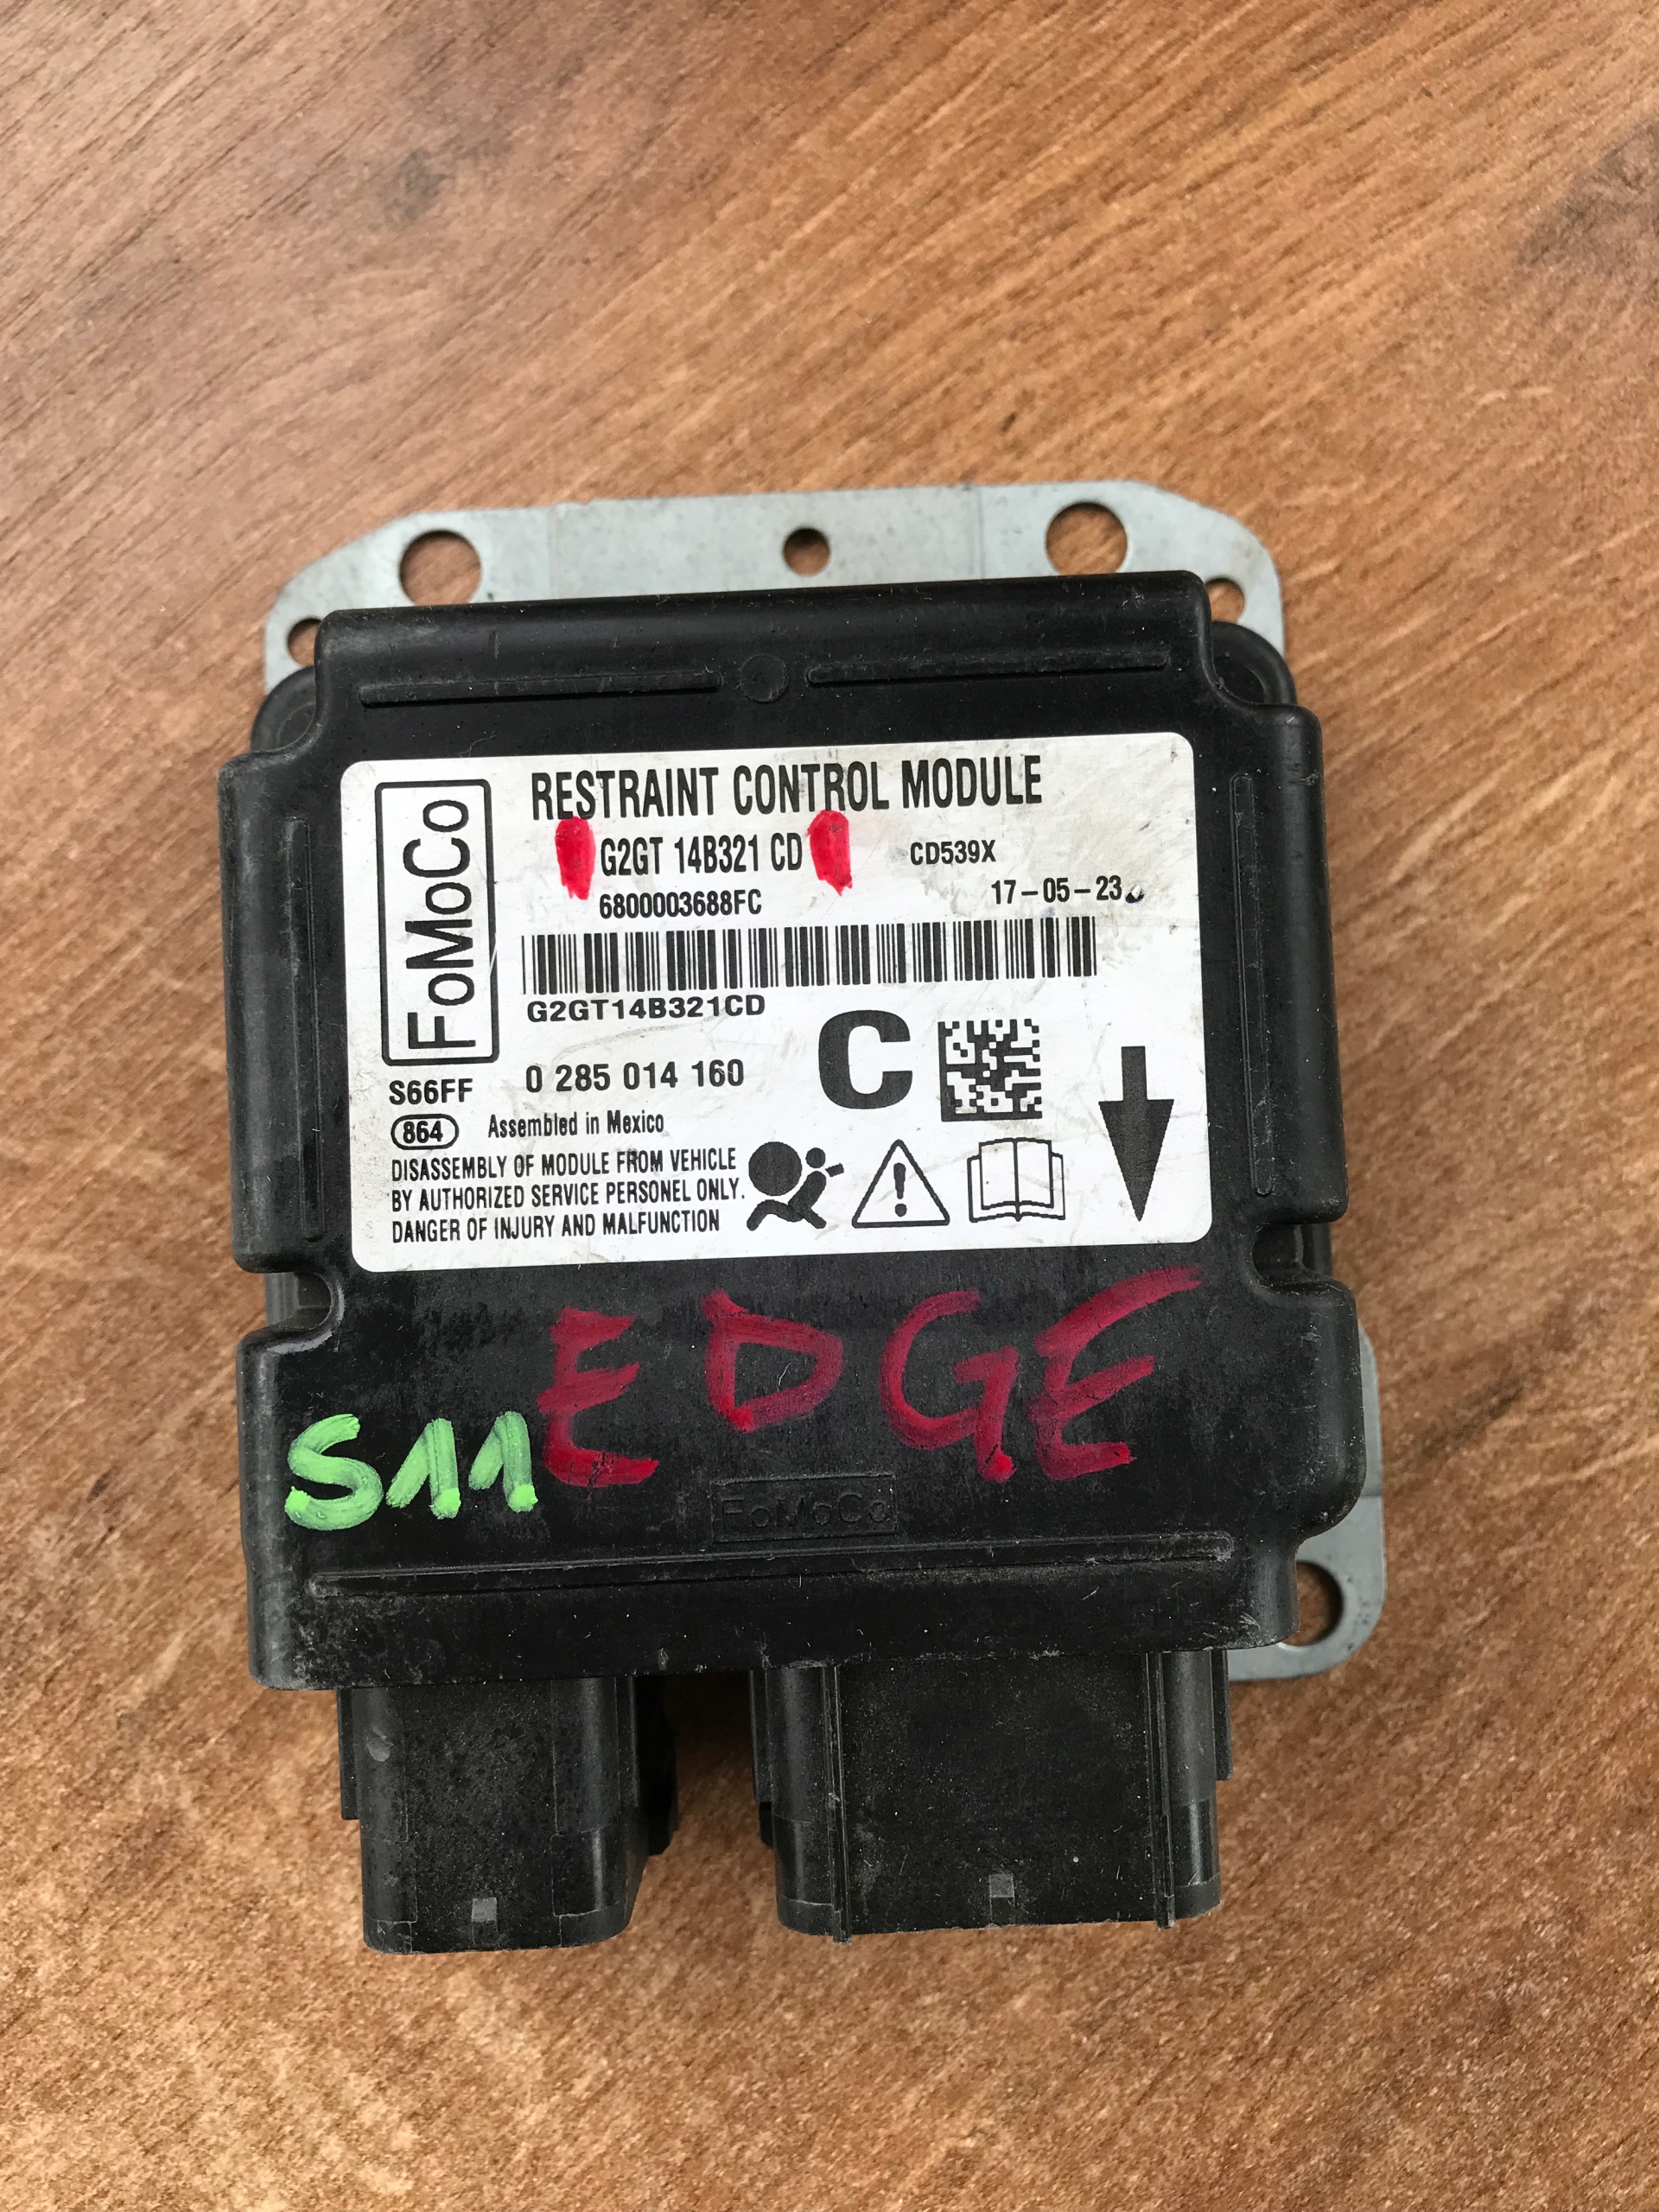 FoMoCo
RESTRAINT CONTROL MODULE
G2GT 14B321 CD
CD539X
6800003688FC
17-05-23
G2GT14B321CD
C
S66FF
0 285 014 160
864
Assembled in Mexico
DISASSEMBLY OF MODULE FROM VEHICLE
BY AUTHORIZED SERVICE PERSONEL ONLY.
DANGER OF INJURY AND MALFUNCTION
EDGE
S11
FoMoCo